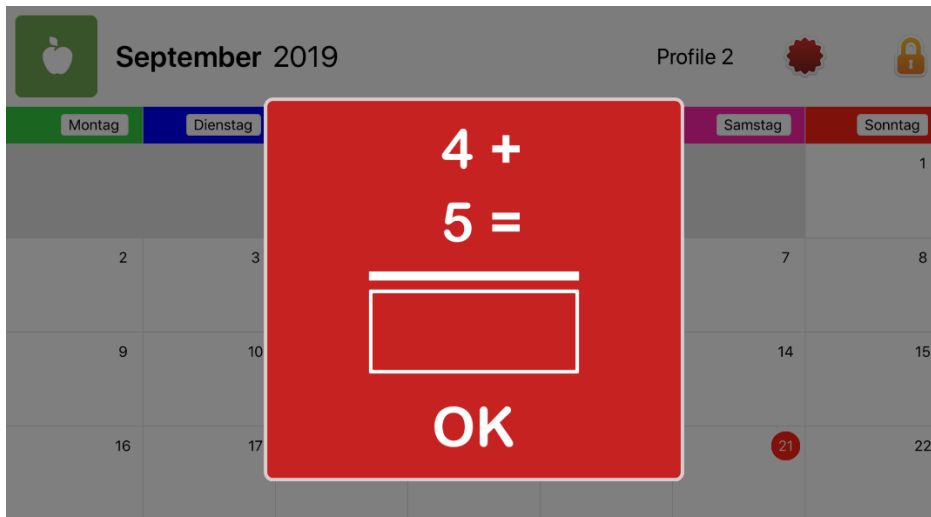 September 2019
Profile 2
Montag
Dienstag
Samstag
Sonntag
4 +
5 =
OK
1
2
3
7
8
9
10
14
15
16
17
21
22